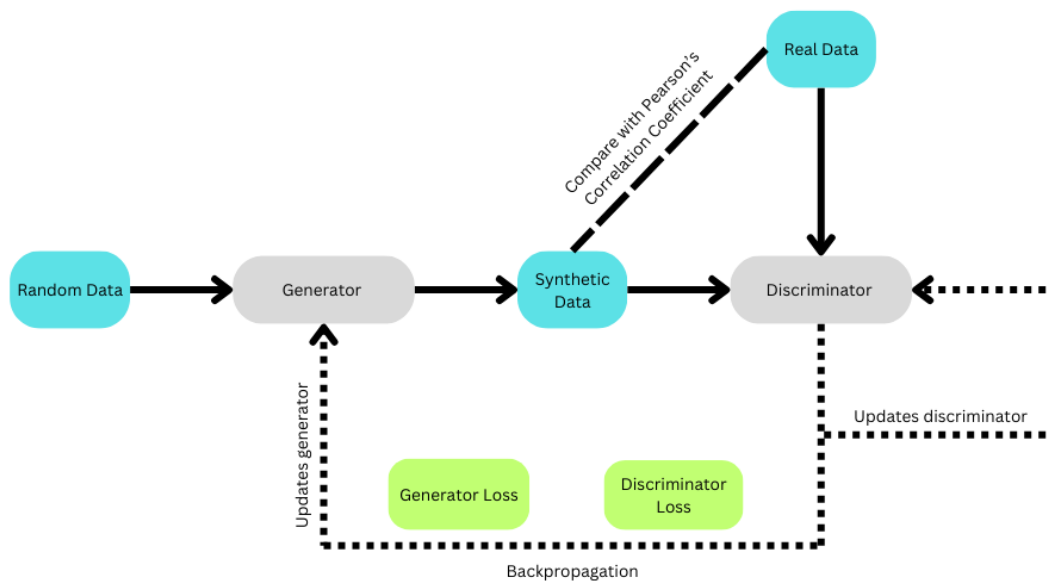 Real Data
Compare with Pearson's
Correlation Coefficient
Random Data
Generator
Synthetic
Data
Discriminator
Updates generator
Updates discriminator
Generator Loss
Discriminator
Loss
Backpropagation